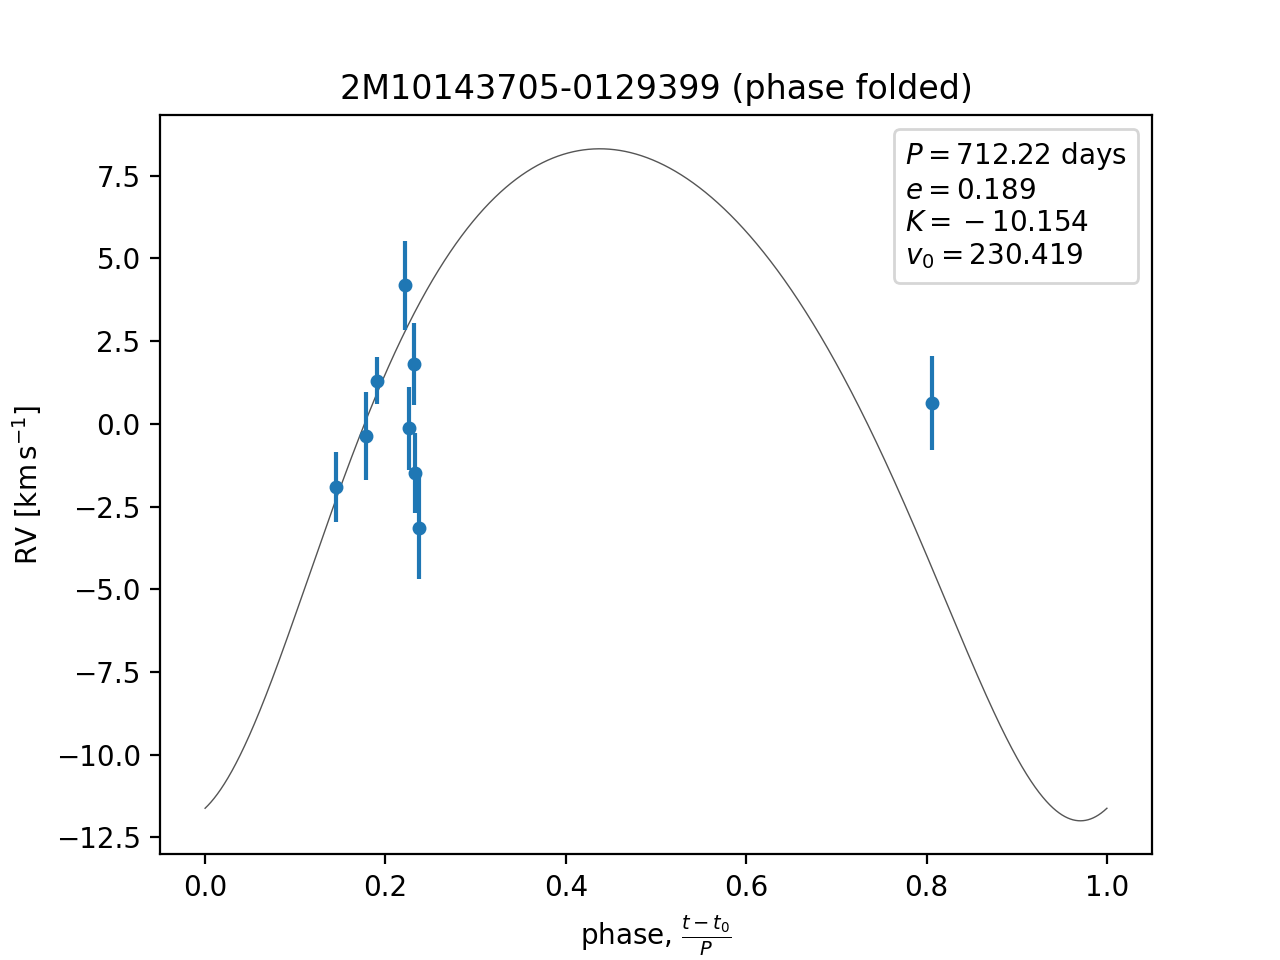 2M10143705-0129399 (phase folded)
P = 712.22 days
e = 0.189
K = −10.154
v₀ = 230.419
RV [km s⁻¹]
7.5
5.0
2.5
0.0
−2.5
−5.0
−7.5
−10.0
−12.5
0.0 0.2 0.4 0.6 0.8 1.0
phase, (t − t₀)/P